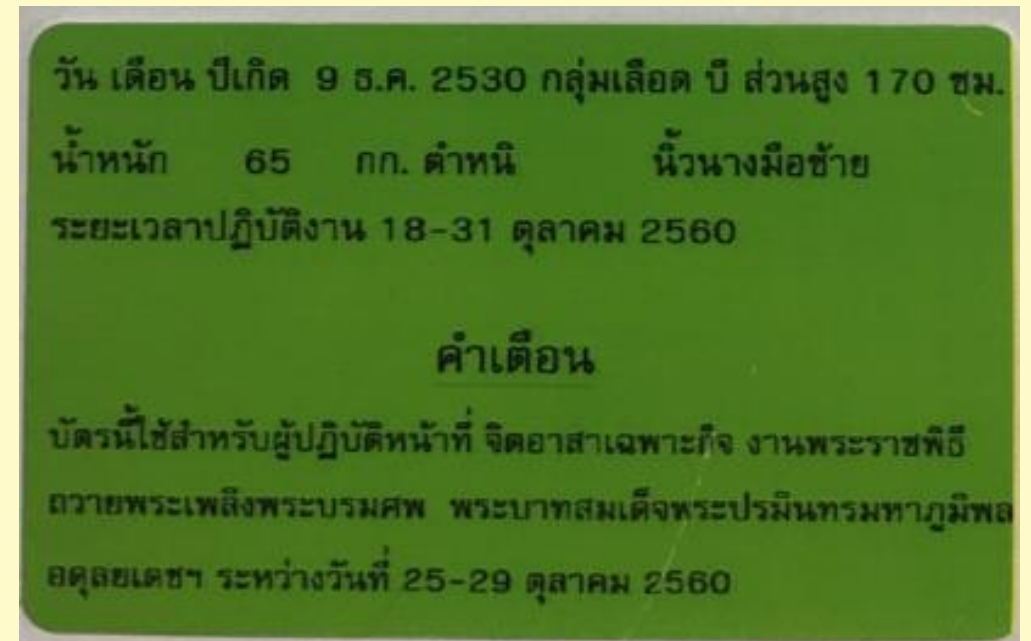 วัน เดือน ปีเกิด 9 ธ.ค. 2530 กลุ่มเลือด บี ส่วนสูง 170 ซม.
น้ำหนัก 65 กก. ตำหนิ นิ้วนางมือซ้าย
ระยะเวลาปฏิบัติงาน 18-31 ตุลาคม 2560
คำเตือน
บัตรนี้ใช้สำหรับผู้ปฏิบัติหน้าที่ จิตอาสาเฉพาะกิจ งานพระราชพิธี
ถวายพระเพลิงพระบรมศพ พระบาทสมเด็จพระปรมินทรมหาภูมิพล
อดุลยเดชฯ ระหว่างวันที่ 25-29 ตุลาคม 2560